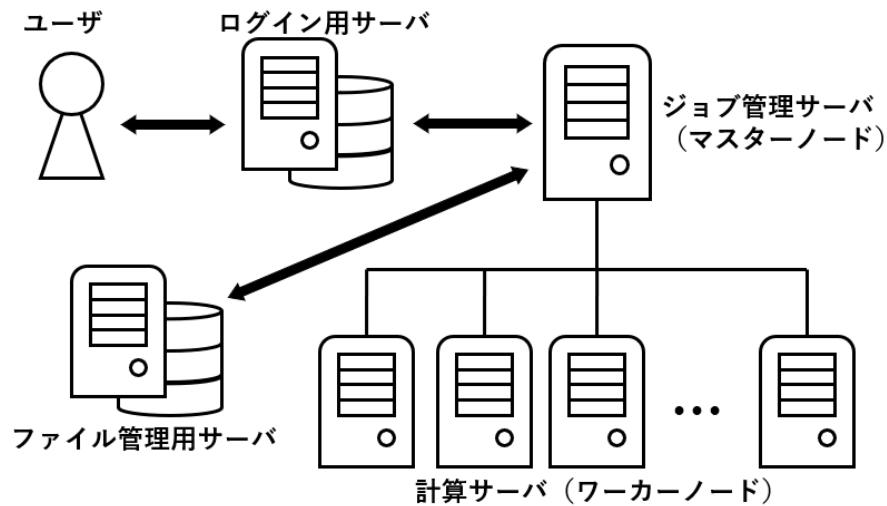 ユーザ
ログイン用サーバ
ジョブ管理サーバ
（マスターノード）
ファイル管理用サーバ
計算サーバ（ワーカーノード）